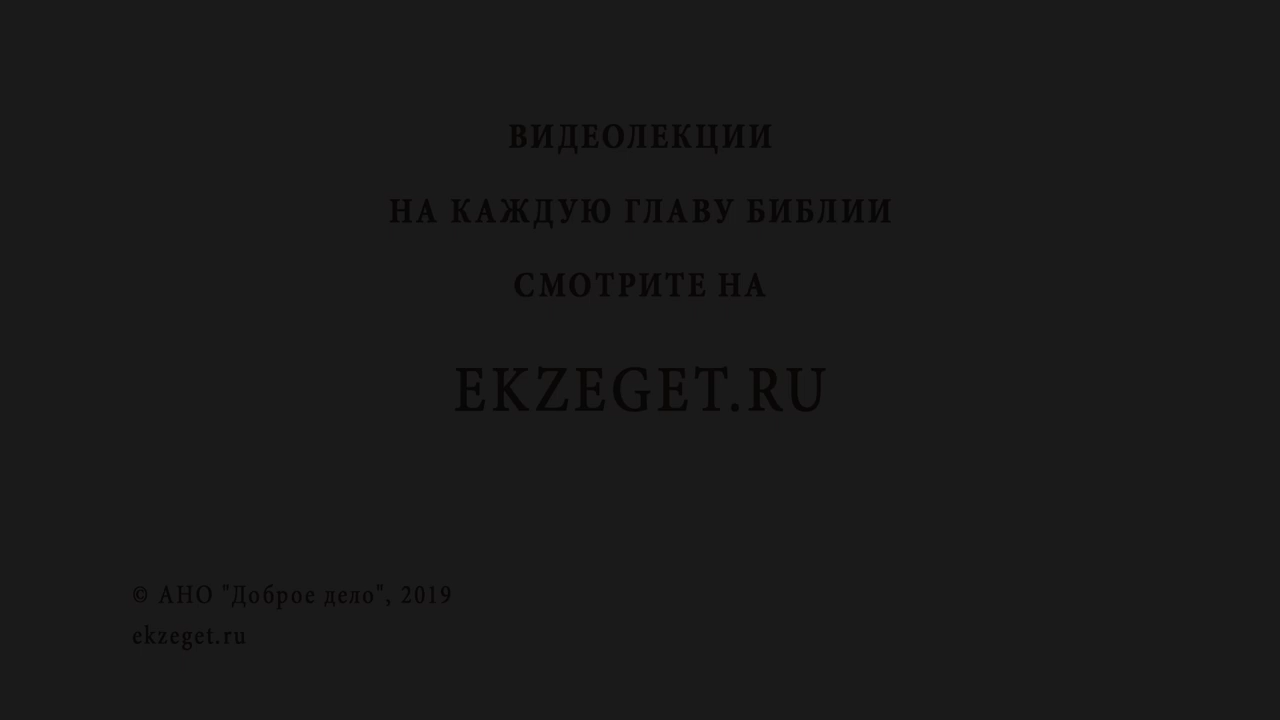 ВИДЕОЛЕКЦИИ
НА КАЖДУЮ ГЛАВУ БИБЛИИ
СМОТРИТЕ НА
EKZEGET.RU
© АНО "Доброе дело", 2019
ekzeget.ru